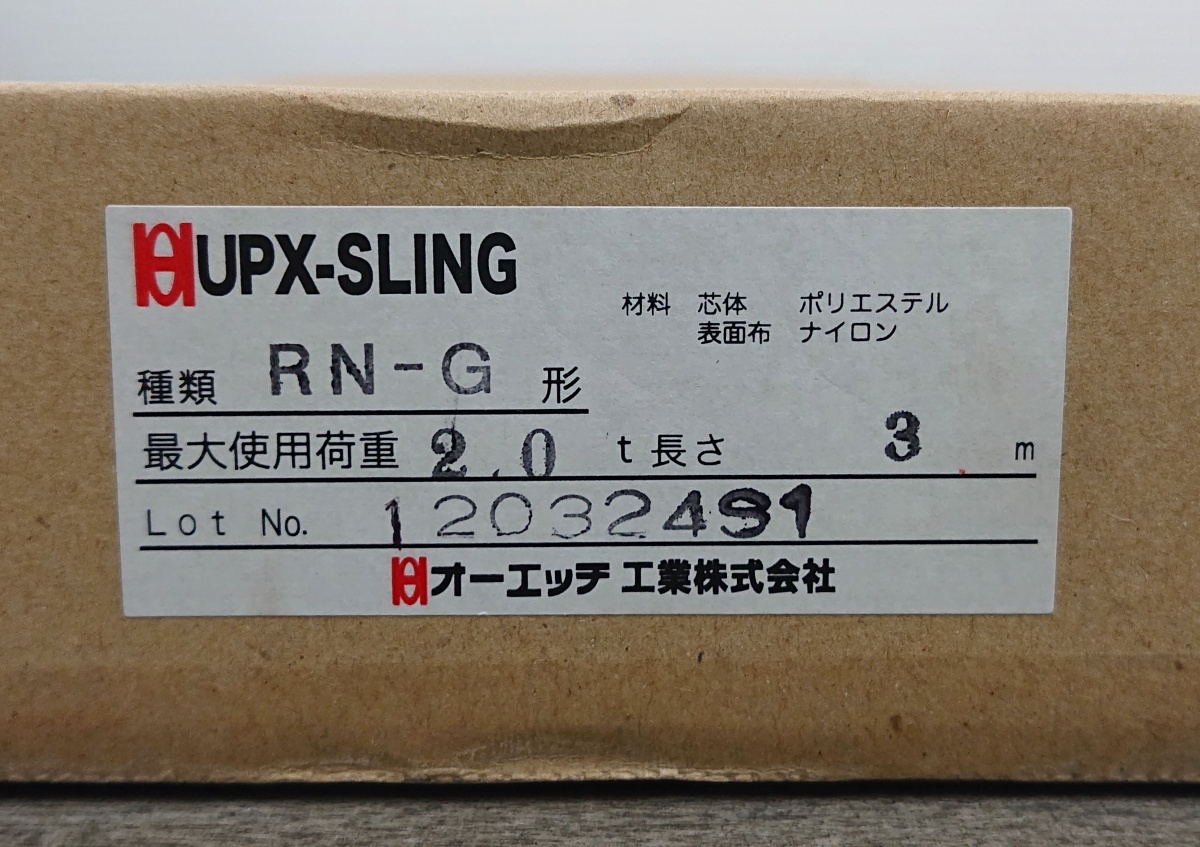 UPX-SLING
材料 芯体 ポリエステル
表面布 ナイロン
種類 RN-G 形
最大使用荷重 2.0 t 長さ 3 m
Lot No. 120324S1
オーエッチ工業株式会社